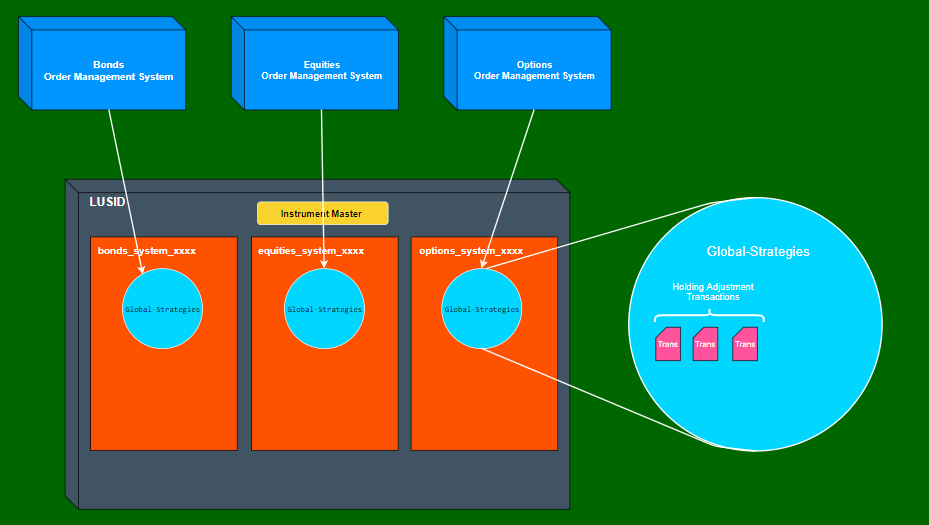 Bonds
Order Management System
Equities
Order Management System
Options
Order Management System
LUSID
Instrument Master
bonds_system_xxxx
equities_system_xxxx
options_system_xxxx
Global-Strategies
Global-Strategies
Global-Strategies
Global-Strategies
Holding Adjustment
Transactions
Trans
Trans
Trans